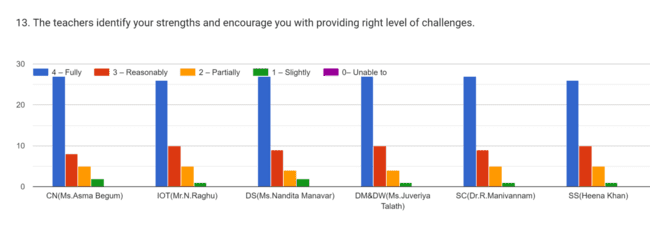 13. The teachers identify your strengths and encourage you with providing right level of challenges.
4 – Fully 3 – Reasonably 2 – Partially 1 – Slightly 0– Unable to
30
20
10
0
CN(Ms.Asma Begum) IOT(Mr.N.Raghu) DS(Ms.Nandita Manavar) DM&DW(Ms.Juveriya Talath) SC(Dr.R.Manivannam) SS(Heena Khan)